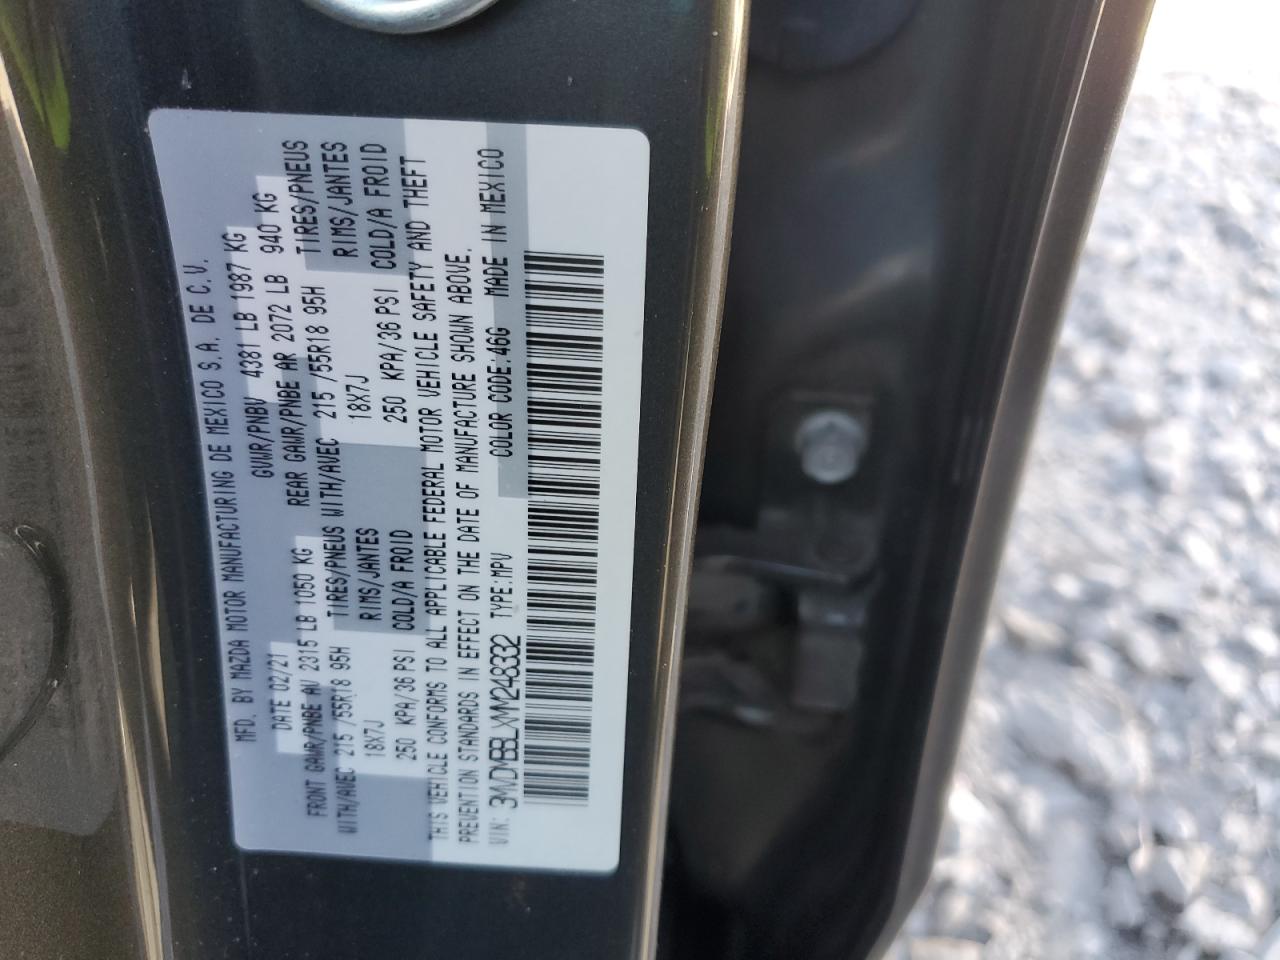 MFD. BY MAZDA MOTOR MANUFACTURING DE MEXICO S.A. DE C.V.
DATE 02/21 GVWR/PNBV 4381 LB 1987 KG
FRONT GAWR/PNBE AV 2315 LB 1050 KG REAR GAWR/PNBE AR 2072 LB 940 KG
WITH/AVEC 215 /55R18 95H TIRES/PNEUS WITH/AVEC 215 /55R18 95H TIRES/PNEUS
18X7J RIMS/JANTES 18X7J RIMS/JANTES
250 KPA/36 PSI COLD/A FROID 250 KPA/36 PSI COLD/A FROID
THIS VEHICLE CONFORMS TO ALL APPLICABLE FEDERAL MOTOR VEHICLE SAFETY AND THEFT
PREVENTION STANDARDS IN EFFECT ON THE DATE OF MANUFACTURE SHOWN ABOVE.
VIN: 3MVDMBBLXMM248332 TYPE:MPV COLOR CODE:46G MADE IN MEXICO